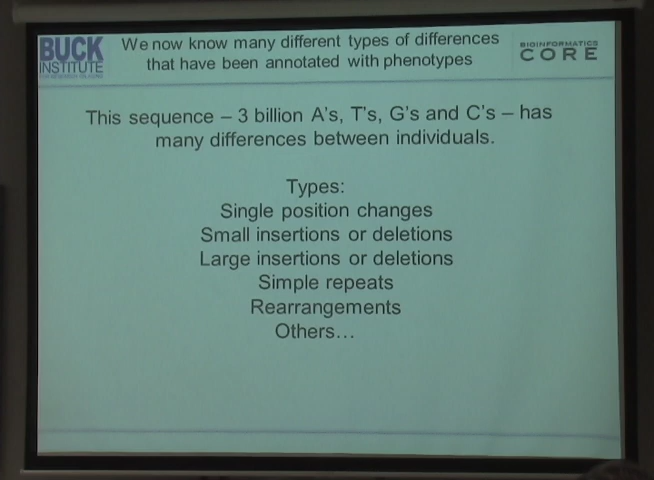 BUCK
INSTITUTE
We now know many different types of differences
that have been annotated with phenotypes
BIOINFORMATICS
CORE
This sequence – 3 billion A's, T's, G's and C's – has
many differences between individuals.
Types:
Single position changes
Small insertions or deletions
Large insertions or deletions
Simple repeats
Rearrangements
Others…